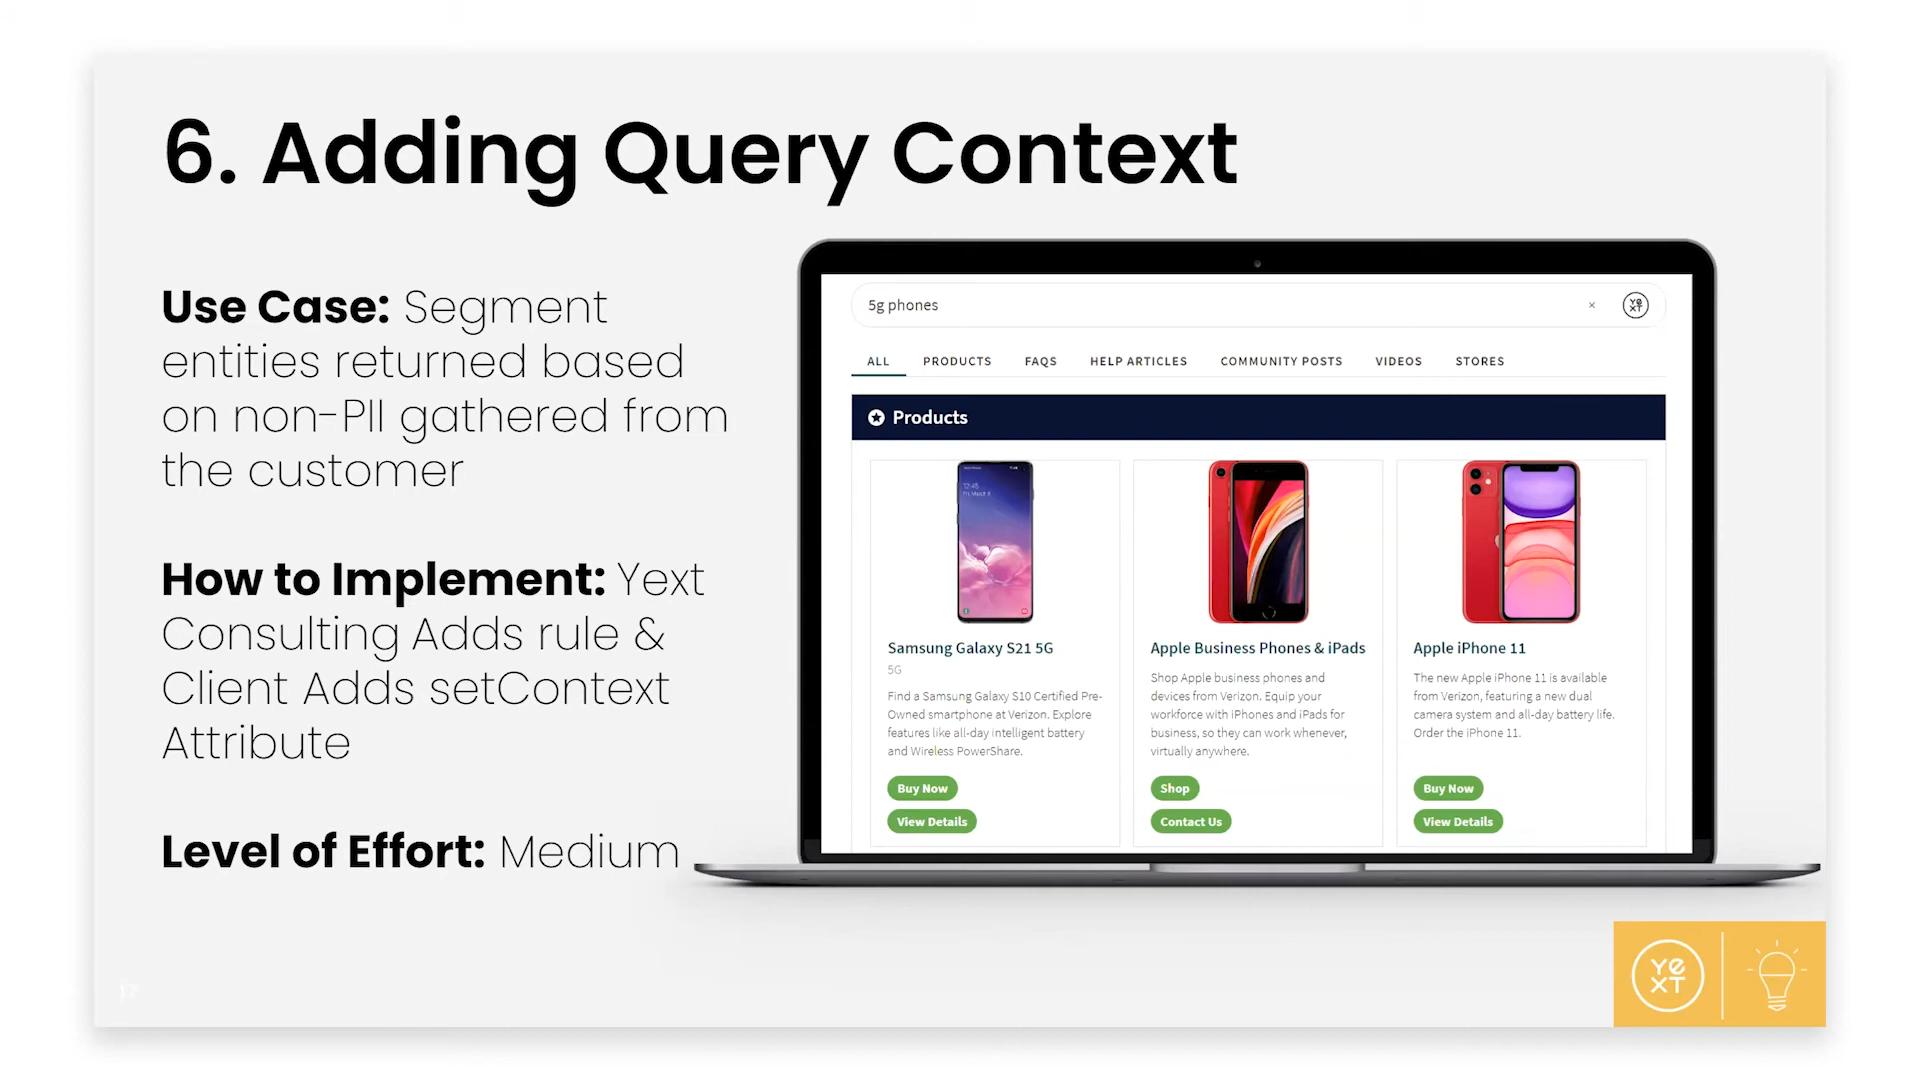 6. Adding Query Context
Use Case: Segment
entities returned based
on non-PII gathered from
the customer
How to Implement: Yext
Consulting Adds rule &
Client Adds setContext
Attribute
Level of Effort: Medium
5g phones
×
YEXT
ALL PRODUCTS FAQS HELP ARTICLES COMMUNITY POSTS VIDEOS STORES
Products
12:45
Samsung Galaxy S21 5G
5G
Find a Samsung Galaxy S10 Certified Pre-
Owned smartphone at Verizon. Explore
features like all-day intelligent battery
and Wireless PowerShare.
Buy Now
View Details
Apple Business Phones & iPads
Shop Apple business phones and
devices from Verizon. Equip your
workforce with iPhones and iPads for
business, so they can work whenever,
virtually anywhere.
Shop
Contact Us
Apple iPhone 11
The new Apple iPhone 11 is available
from Verizon, featuring a new dual
camera system and all-day battery life.
Order the iPhone 11.
Buy Now
View Details
17
Ye
XT